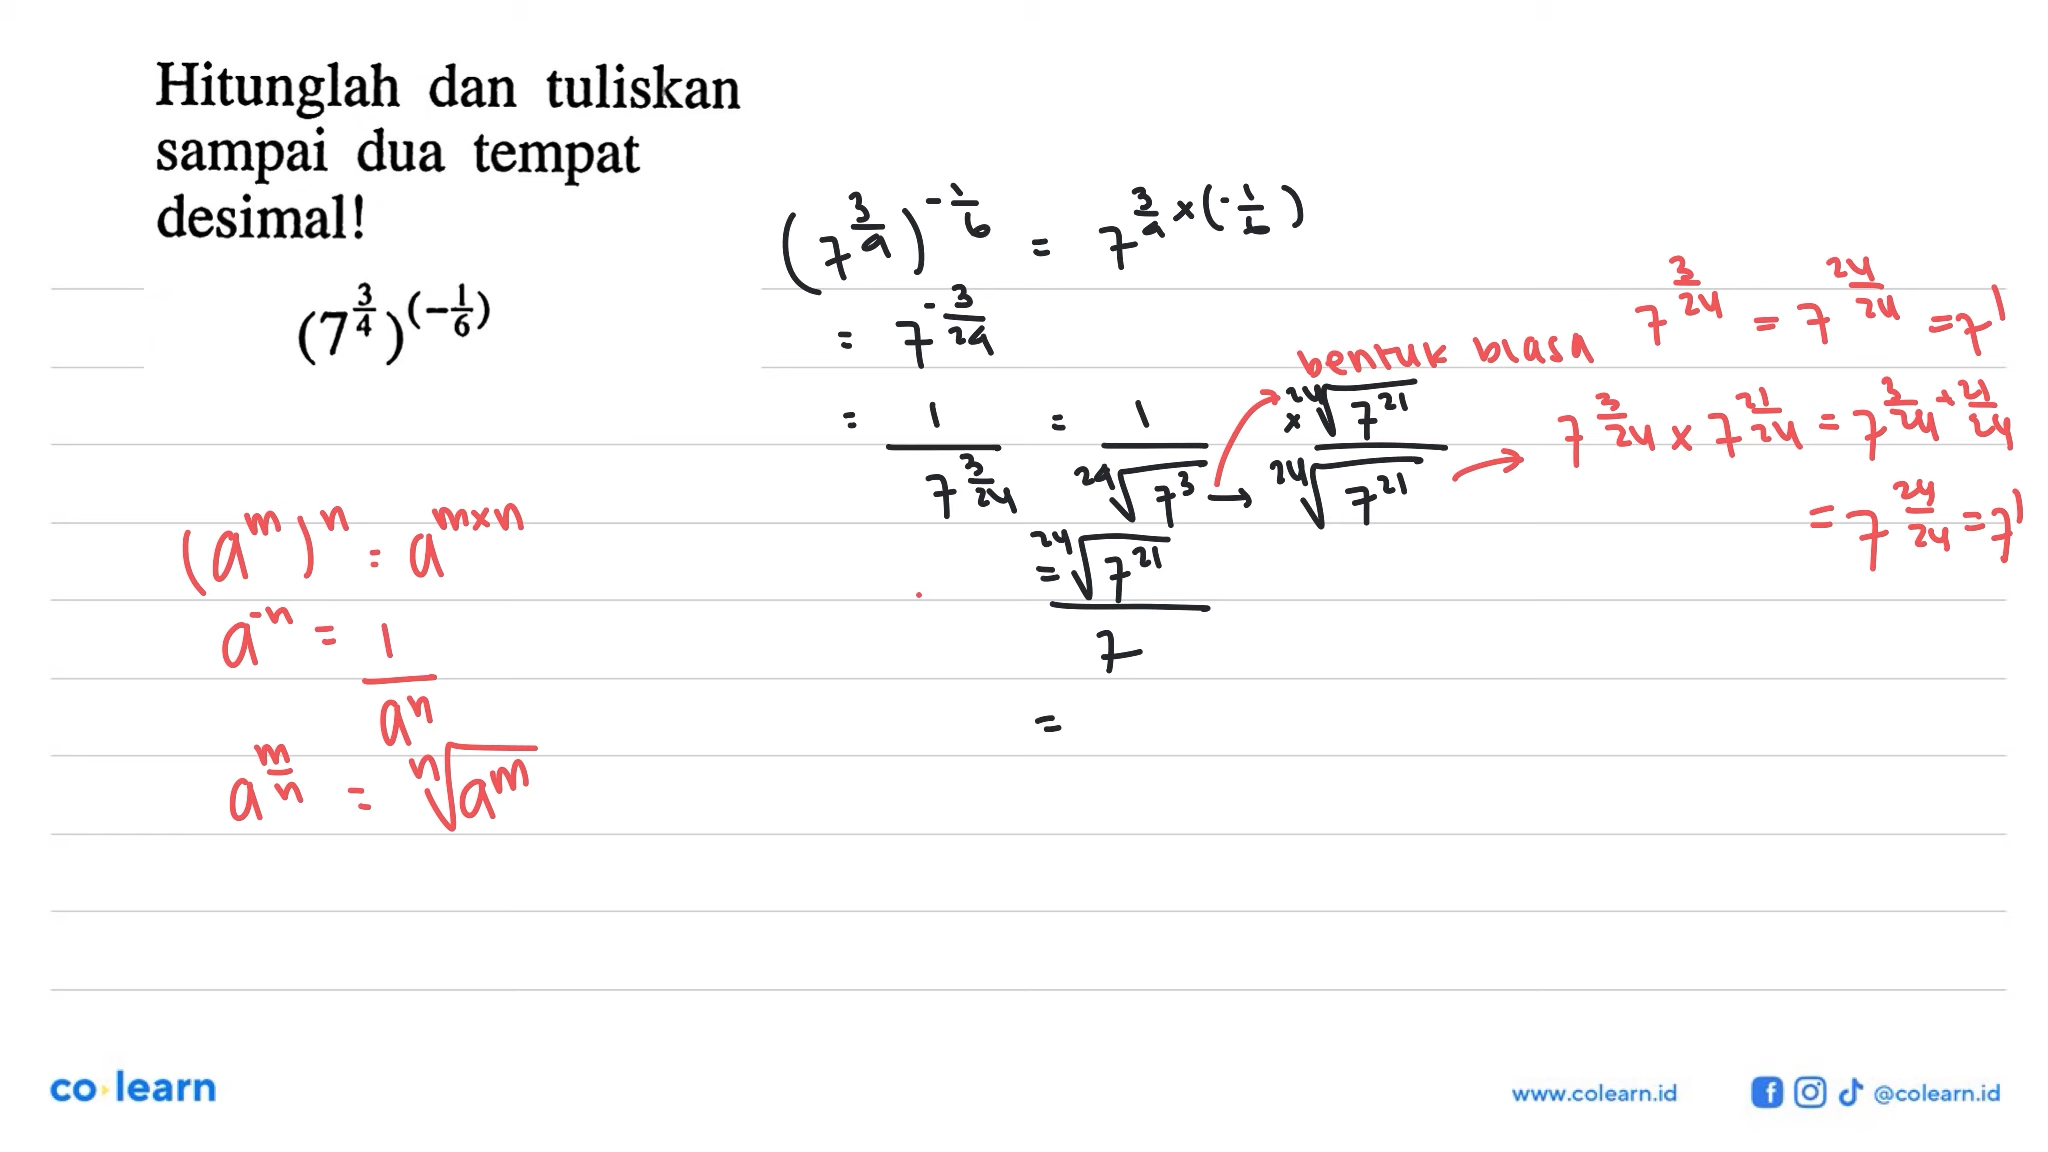 Hitunglah dan tuliskan
sampai dua tempat
desimal!
(7^(3/4))^(-1/6)
(7^(3/4))^(-1/6) = 7^(3/4 × (-1/6))
= 7^(-3/24)
= 1/7^(3/24) = 1/²⁴√7³ → × ²⁴√7²¹/²⁴√7²¹
bentuk biasa
7^(3/24) = 7^(24/24) = 7¹
7^(3/24) × 7^(21/24) = 7^(3/24 + 21/24)
= 7^(24/24) = 7¹
= ²⁴√7²¹/7
=
(a^m)^n = a^(m×n)
a^(-n) = 1/a^n
a^(m/n) = ⁿ√a^m
co learn
www.colearn.id
@colearn.id